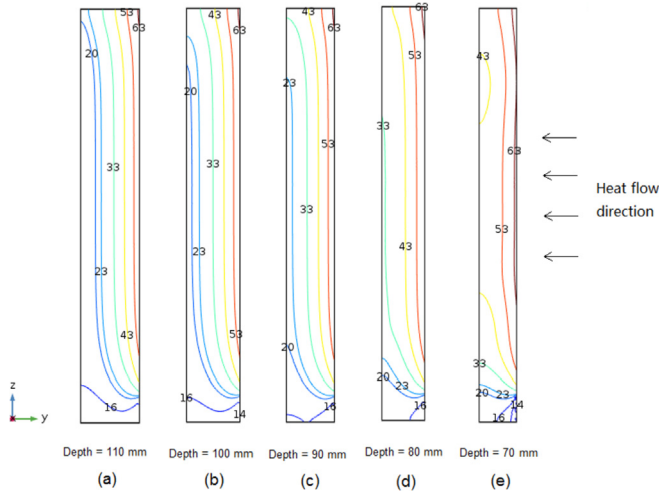 53 43 43 63 43
20 63 63 63 53
20 23 33 63
33 33 53
33 53
23 23 43
43 53
20
20 23 33
16 16 16 16 20 23
14 16 14
Heat flow
direction
z
y
Depth = 110 mm Depth = 100 mm Depth = 90 mm Depth = 80 mm Depth = 70 mm
(a) (b) (c) (d) (e)